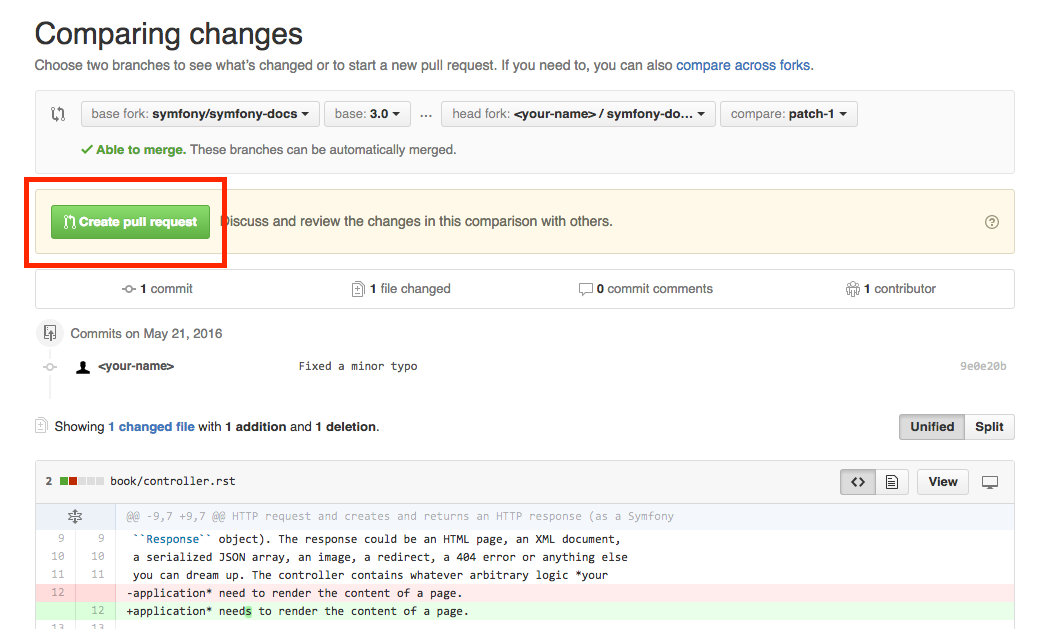 Comparing changes
Choose two branches to see what's changed or to start a new pull request. If you need to, you can also compare across forks.
base fork: symfony/symfony-docs base: 3.0 ... head fork: <your-name> / symfony-do... compare: patch-1
Able to merge. These branches can be automatically merged.
Create pull request Discuss and review the changes in this comparison with others.
1 commit 1 file changed 0 commit comments 1 contributor
Commits on May 21, 2016
<your-name> Fixed a minor typo 9e0e20b
Showing 1 changed file with 1 addition and 1 deletion. Unified Split
2 book/controller.rst <> View
@@ -9,7 +9,7 @@ HTTP request and creates and returns an HTTP response (as a Symfony
9 9 ``Response`` object). The response could be an HTML page, an XML document,
10 10 a serialized JSON array, an image, a redirect, a 404 error or anything else
11 11 you can dream up. The controller contains whatever arbitrary logic *your
12 -application* need to render the content of a page.
12 +application* needs to render the content of a page.
13 13